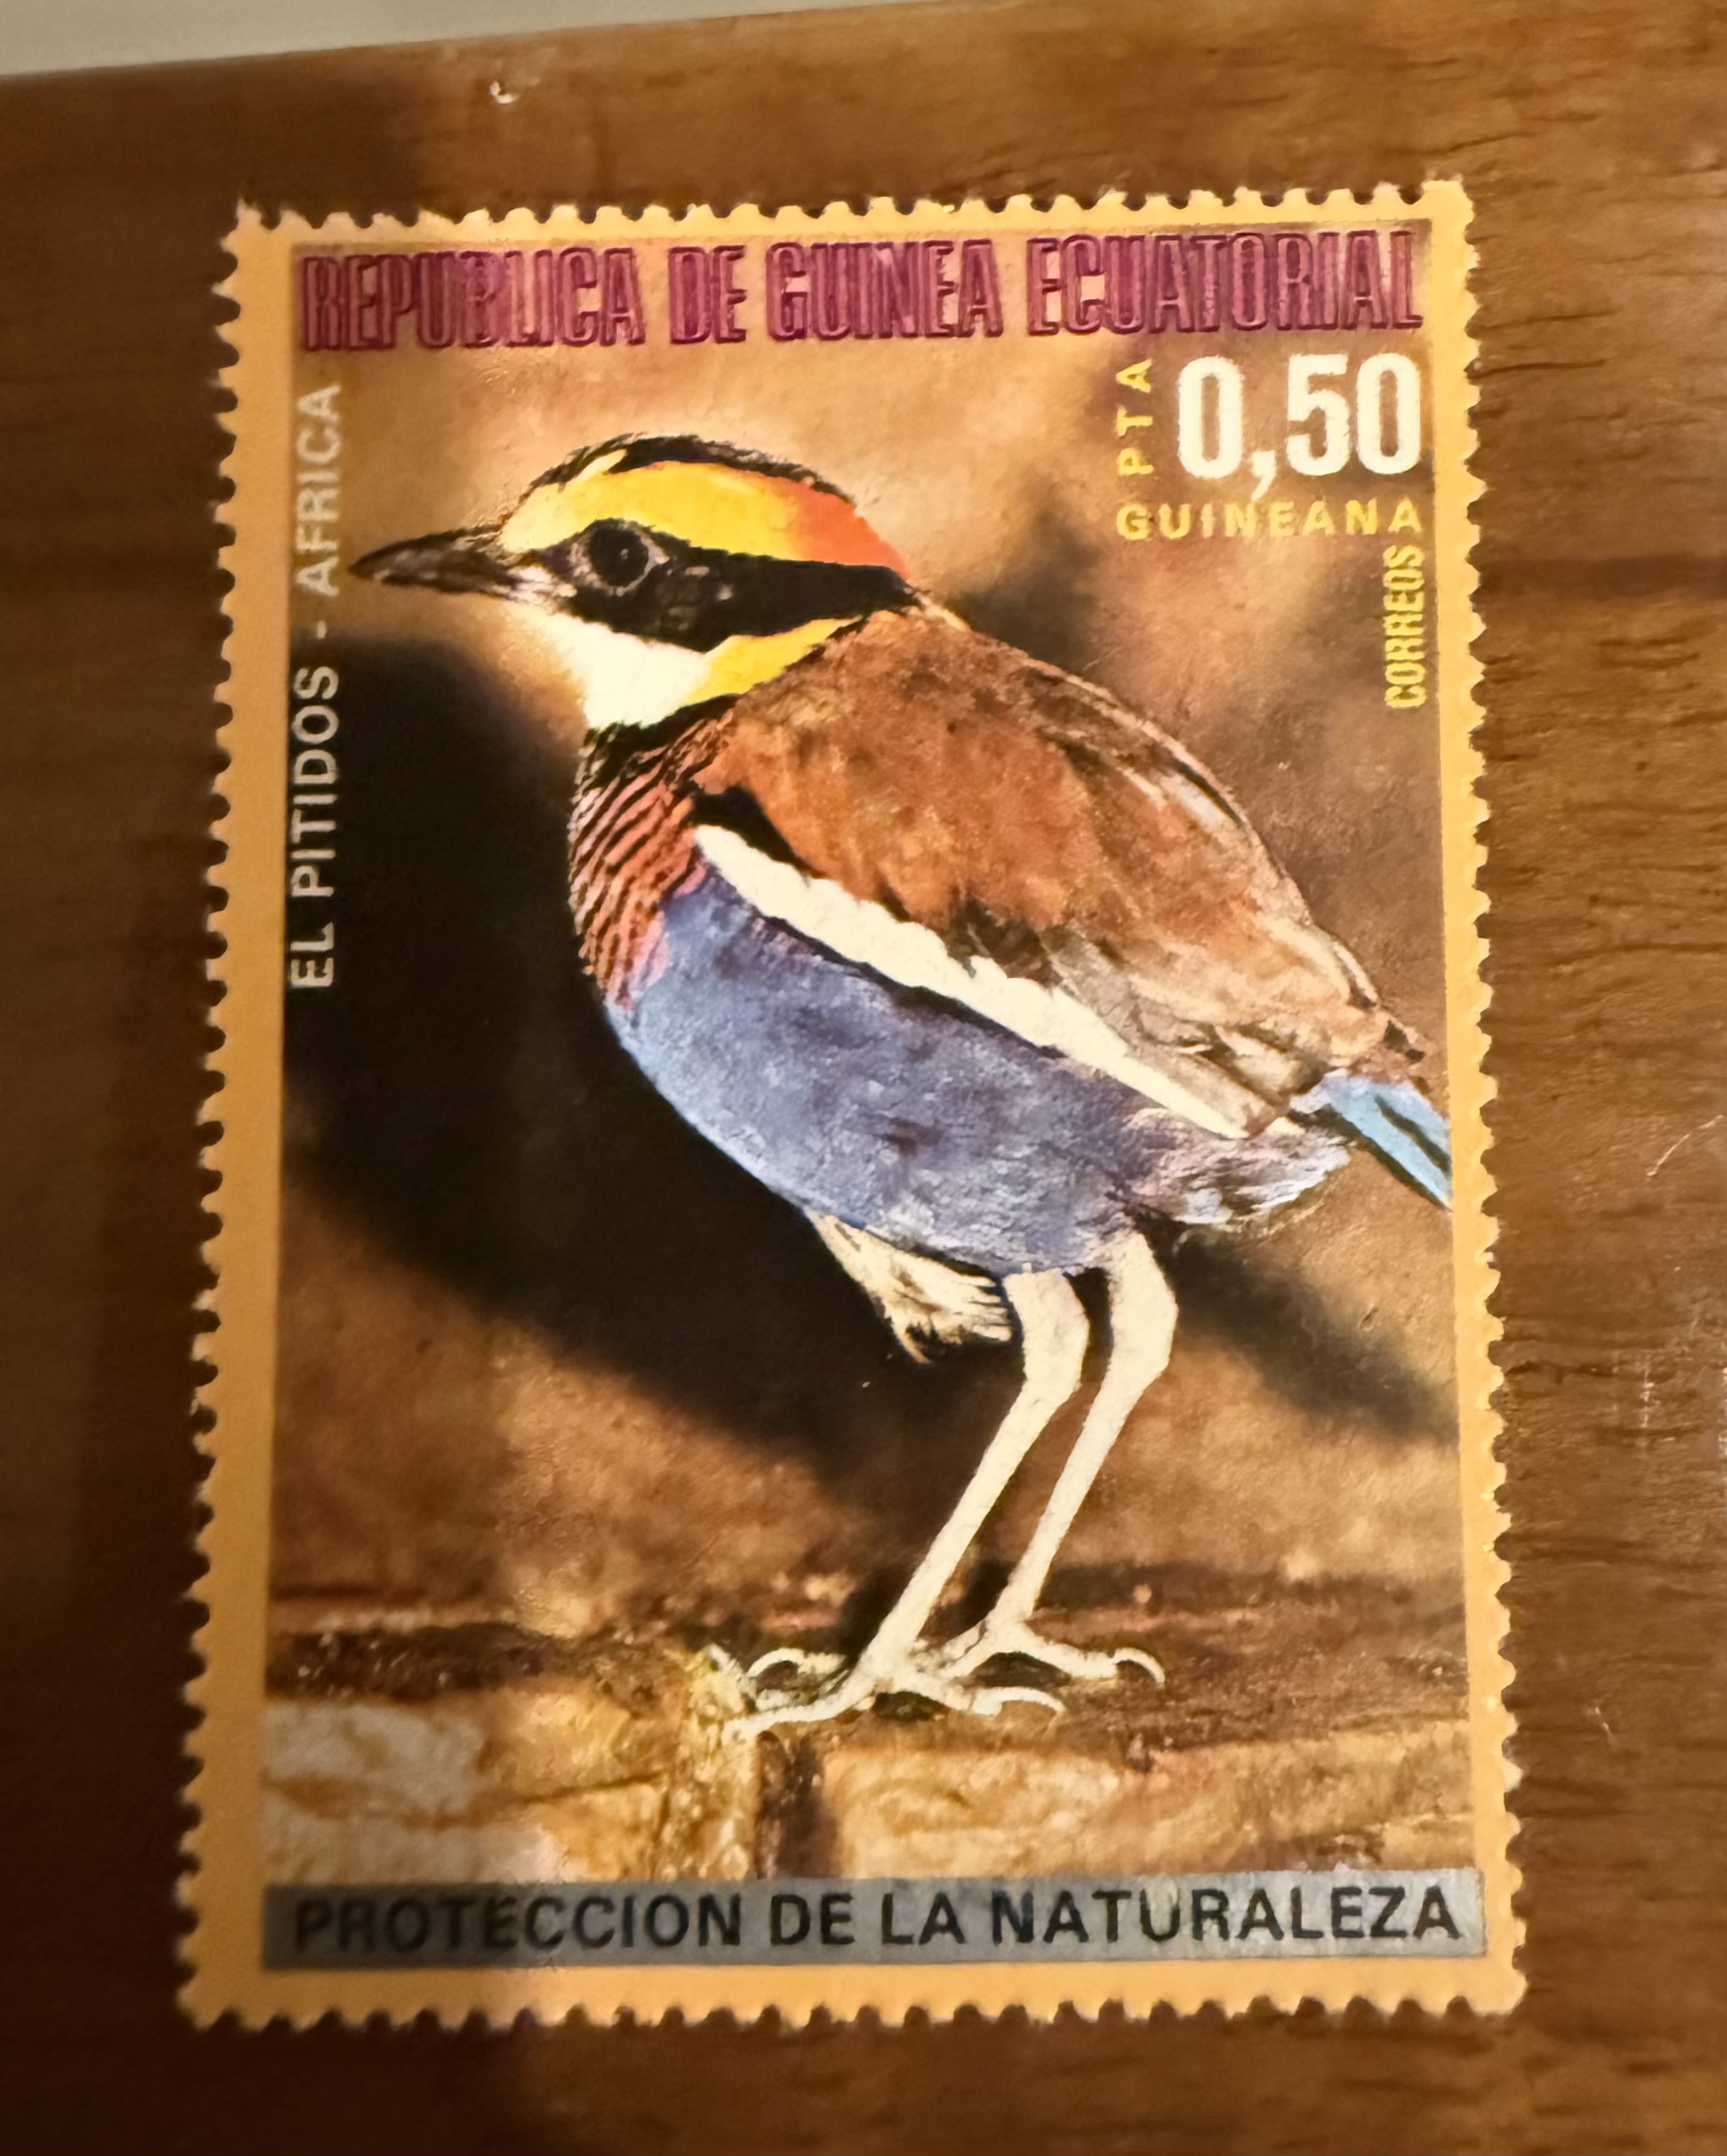 REPUBLICA DE GUINEA ECUATORIAL
PTA 0,50
GUINEANA
CORREOS
EL PITIDOS - AFRICA
PROTECCION DE LA NATURALEZA